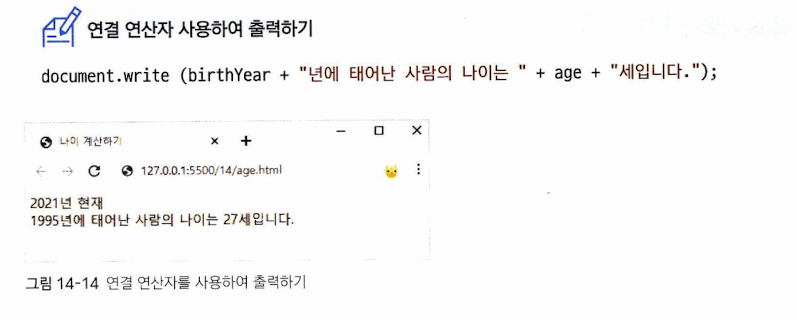 연결 연산자 사용하여 출력하기
document.write (birthYear + "년에 태어난 사람의 나이는 " + age + "세입니다.");
나이 계산하기
127.0.0.1:5500/14/age.html
2021년 현재
1995년에 태어난 사람의 나이는 27세입니다.
그림 14-14 연결 연산자를 사용하여 출력하기